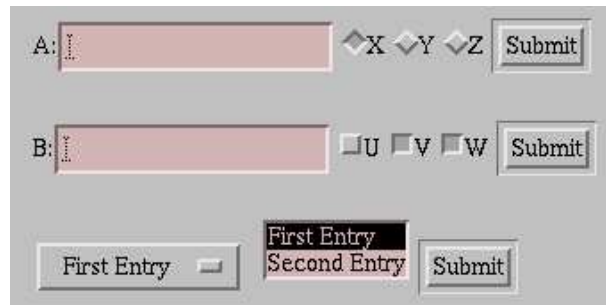 A: X Y Z Submit
B: U V W Submit
First Entry
First Entry
Second Entry
Submit